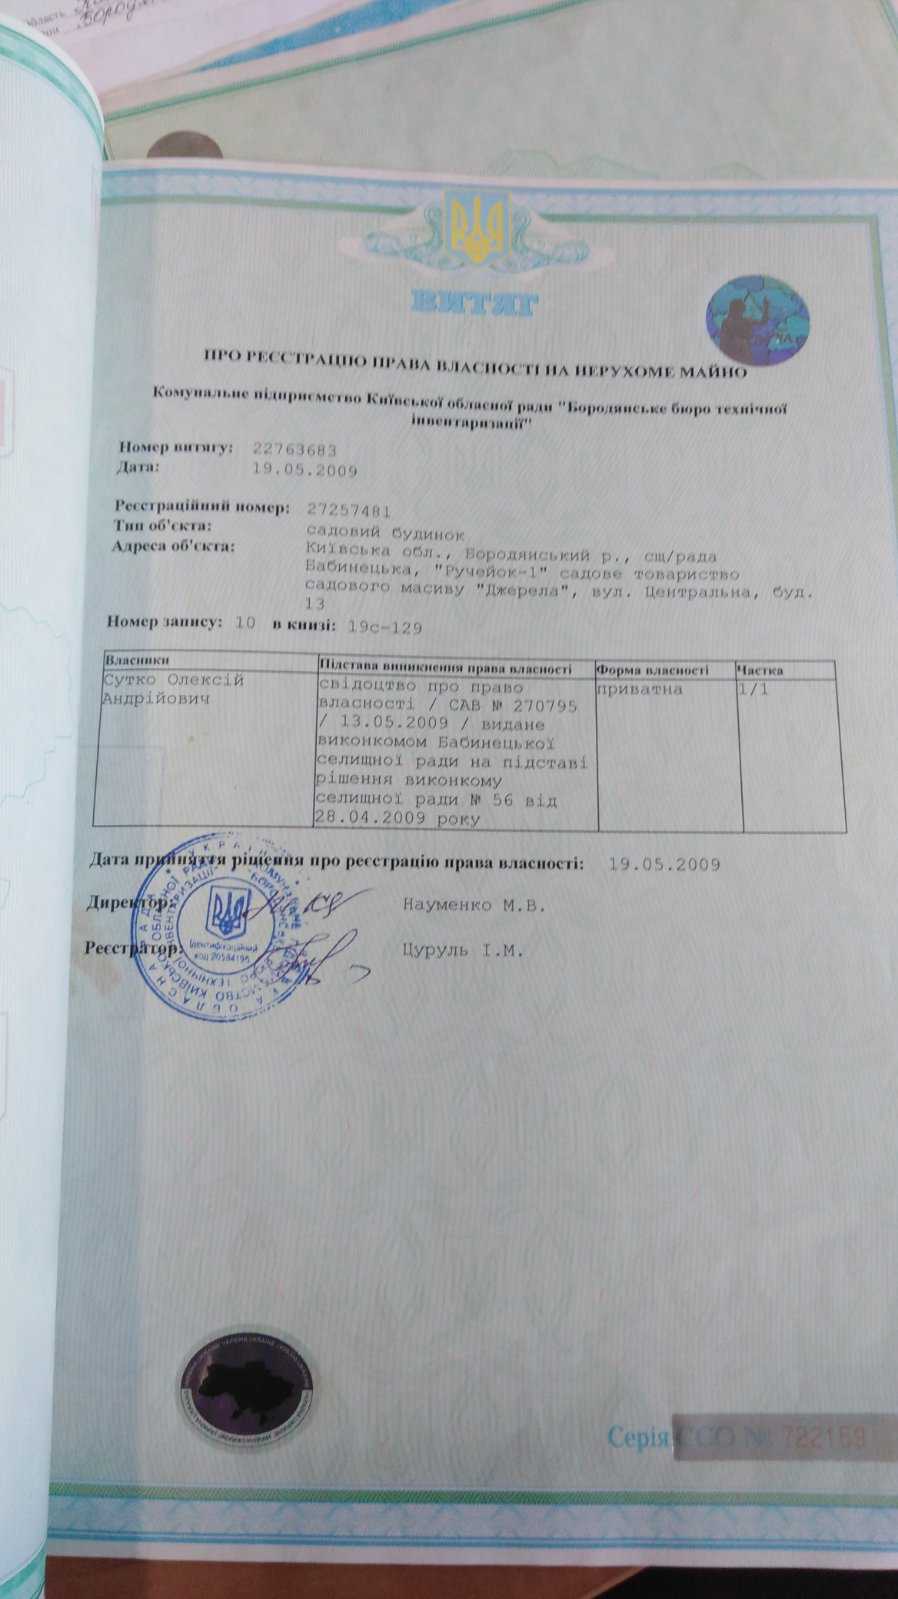 ВИТЯГ
ПРО РЕЄСТРАЦІЮ ПРАВА ВЛАСНОСТІ НА НЕРУХОМЕ МАЙНО
Комунальне підприємство Київської обласної ради "Бородянське бюро технічної
інвентаризації"
Номер витягу: 22763683
Дата: 19.05.2009
Реєстраційний номер: 27257481
Тип об'єкта: садовий будинок
Адреса об'єкта: Київська обл., Бородянський р., сщ/рада
Бабинецька, "Ручейок-1" садове товариство
садового масиву "Джерела", вул. Центральна, буд.
13
Номер запису: 10 в книзі: 19с-129
Власники Підстава виникнення права власності Форма власності Частка
Сутко Олексій свідоцтво про право приватна 1/1
Андрійович власності / САВ № 270795
/ 13.05.2009 / видане
виконкомом Бабинецької
селищної ради на підставі
рішення виконкому
селищної ради № 56 від
28.04.2009 року
Дата прийняття рішення про реєстрацію права власності: 19.05.2009
Директор: Науменко М.В.
Реєстратор: Цуруль І.М.
Ідентифікаційний
код 20584195
Серія ССО № 722169